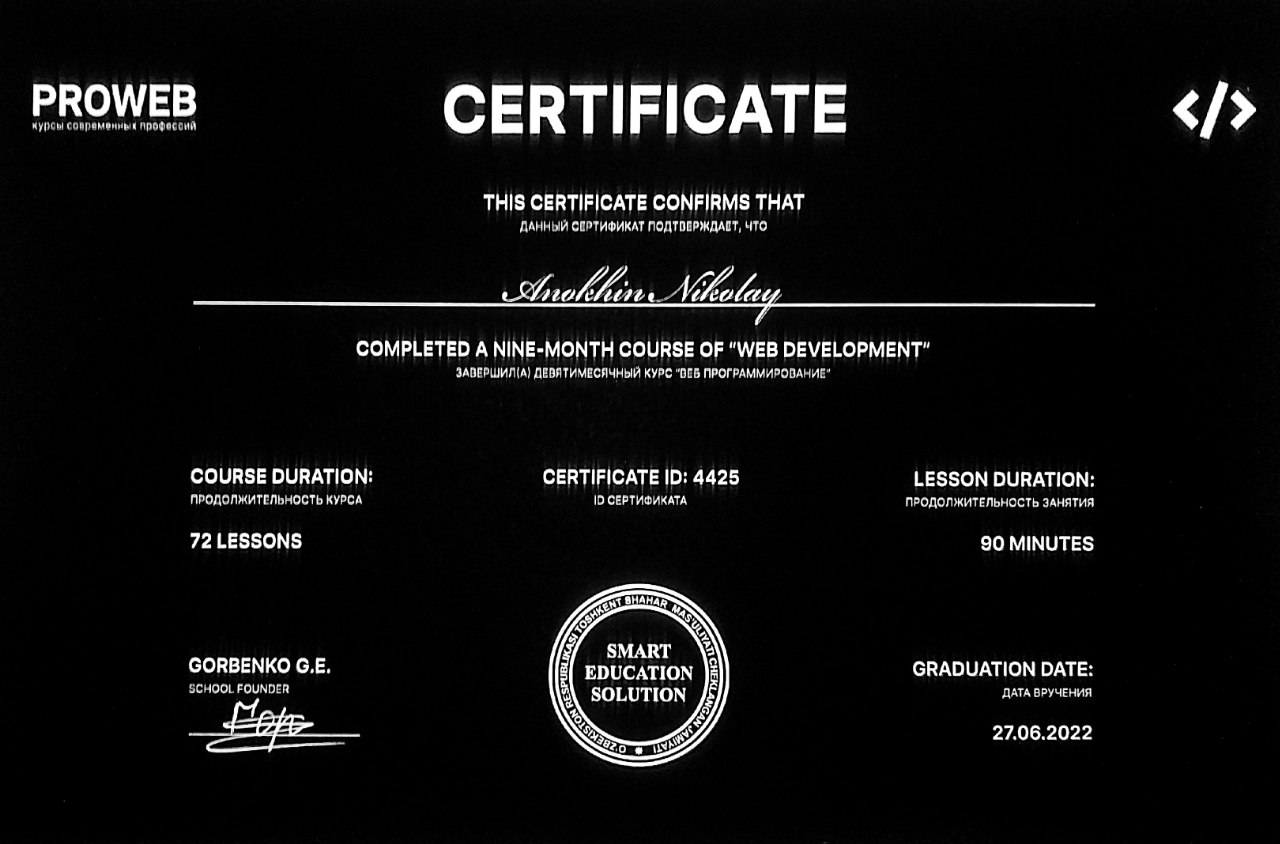 PROWEB
курсы современных профессий
CERTIFICATE
</>
THIS CERTIFICATE CONFIRMS THAT
ДАННЫЙ СЕРТИФИКАТ ПОДТВЕРЖДАЕТ, ЧТО
Anokhin Nikolay
COMPLETED A NINE-MONTH COURSE OF “WEB DEVELOPMENT”
ЗАВЕРШИЛ(А) ДЕВЯТИМЕСЯЧНЫЙ КУРС “ВЕБ ПРОГРАММИРОВАНИЕ”
COURSE DURATION:
ПРОДОЛЖИТЕЛЬНОСТЬ КУРСА
72 LESSONS
CERTIFICATE ID: 4425
ID СЕРТИФИКАТА
LESSON DURATION:
ПРОДОЛЖИТЕЛЬНОСТЬ ЗАНЯТИЯ
90 MINUTES
GORBENKO G.E.
SCHOOL FOUNDER
O‘ZBEKISTON RESPUBLIKASI TOSHKENT SHAHAR MAS’ULIYATI CHEKLANGAN JAMIYATI
SMART
EDUCATION
SOLUTION
GRADUATION DATE:
ДАТА ВРУЧЕНИЯ
27.06.2022